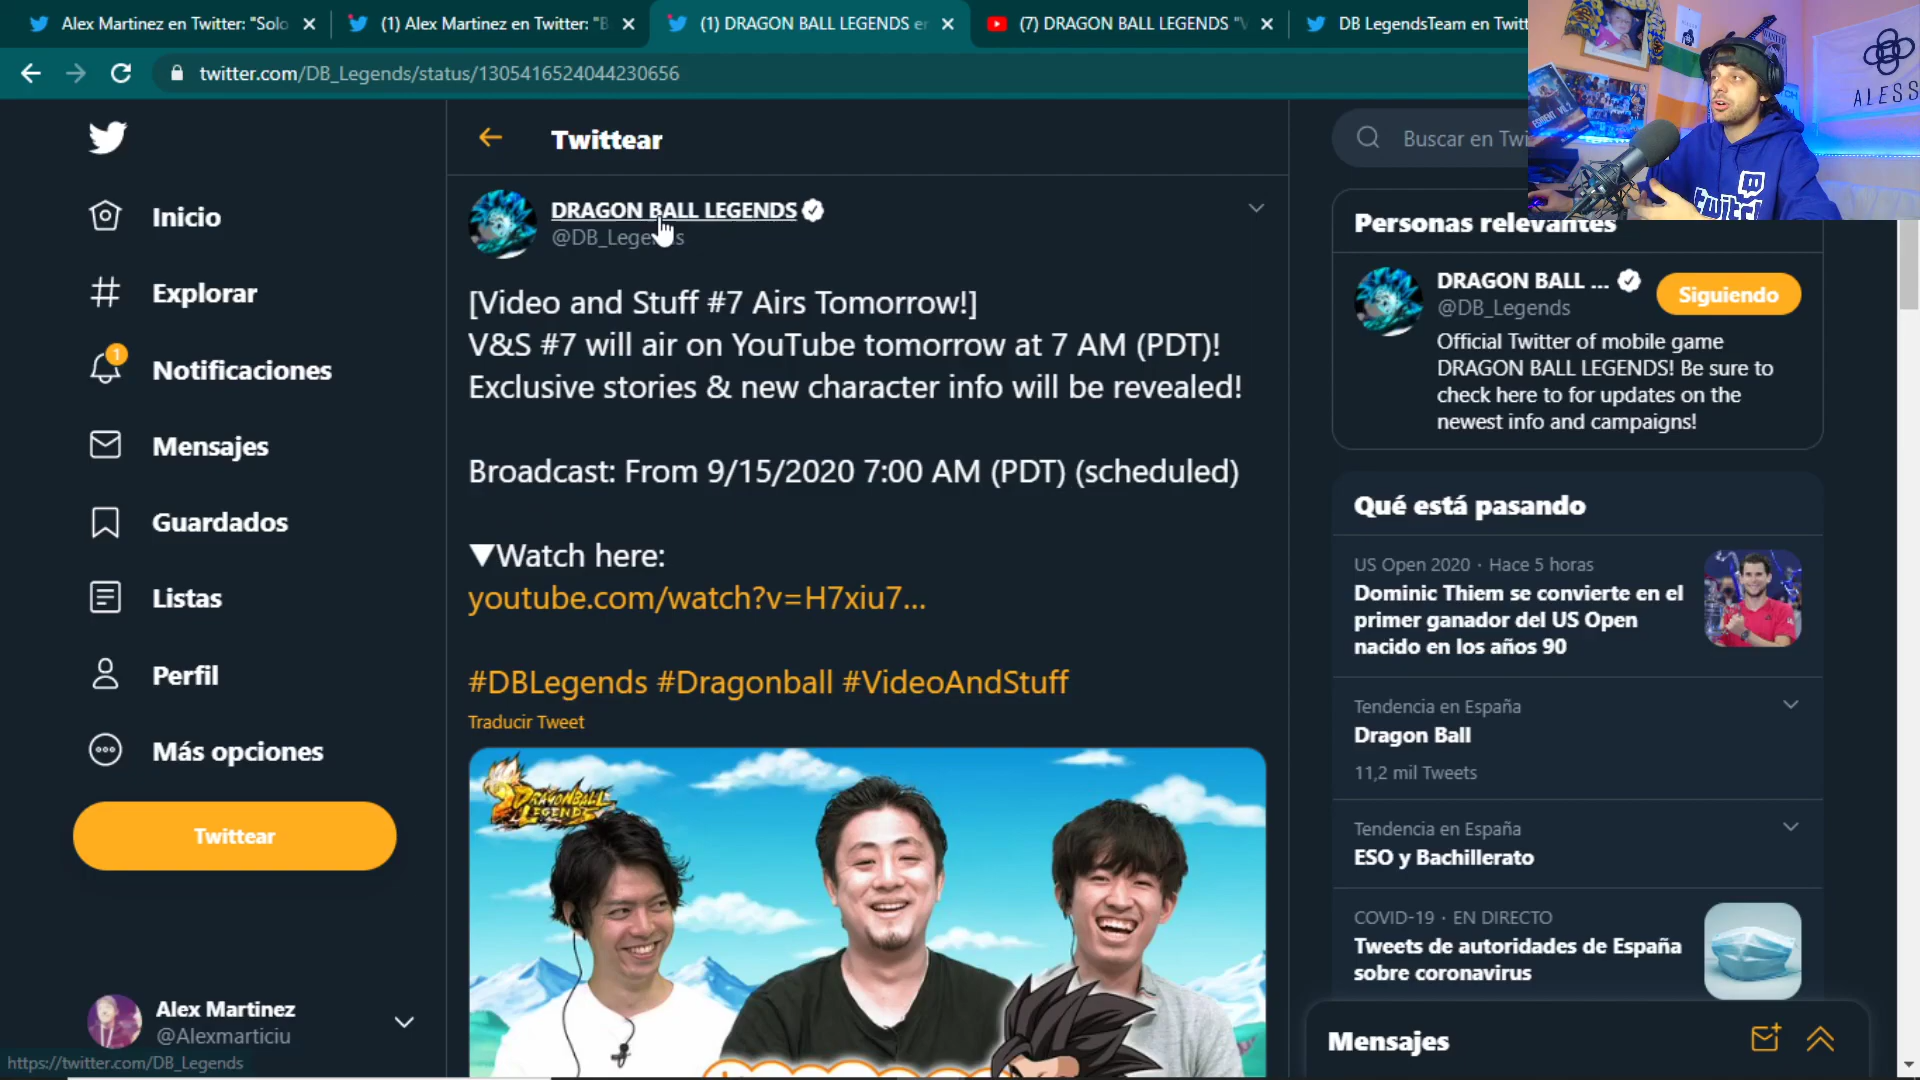 Alex Martinez en Twitter: "Solo
(1) Alex Martinez en Twitter: "B
(1) DRAGON BALL LEGENDS en
(7) DRAGON BALL LEGENDS "V
DB LegendsTeam en Twitt
twitter.com/DB_Legends/status/1305416524044230656
ALESS
twitch
Twittear
Buscar en Twi
Inicio
Explorar
1
Notificaciones
Mensajes
Guardados
Listas
Perfil
Más opciones
Twittear
Alex Martinez
@Alexmarticiu
https://twitter.com/DB_Legends
DRAGON BALL LEGENDS
@DB_Legends
[Video and Stuff #7 Airs Tomorrow!]
V&S #7 will air on YouTube tomorrow at 7 AM (PDT)!
Exclusive stories & new character info will be revealed!
Broadcast: From 9/15/2020 7:00 AM (PDT) (scheduled)
▼Watch here:
youtube.com/watch?v=H7xiu7...
#DBLegends #Dragonball #VideoAndStuff
Traducir Tweet
DRAGONBALL
LEGENDS
Personas relevantes
DRAGON BALL ...
@DB_Legends
Siguiendo
Official Twitter of mobile game
DRAGON BALL LEGENDS! Be sure to
check here to for updates on the
newest info and campaigns!
Qué está pasando
US Open 2020 · Hace 5 horas
Dominic Thiem se convierte en el
primer ganador del US Open
nacido en los años 90
Tendencia en España
Dragon Ball
11,2 mil Tweets
Tendencia en España
ESO y Bachillerato
COVID-19 · EN DIRECTO
Tweets de autoridades de España
sobre coronavirus
Mensajes